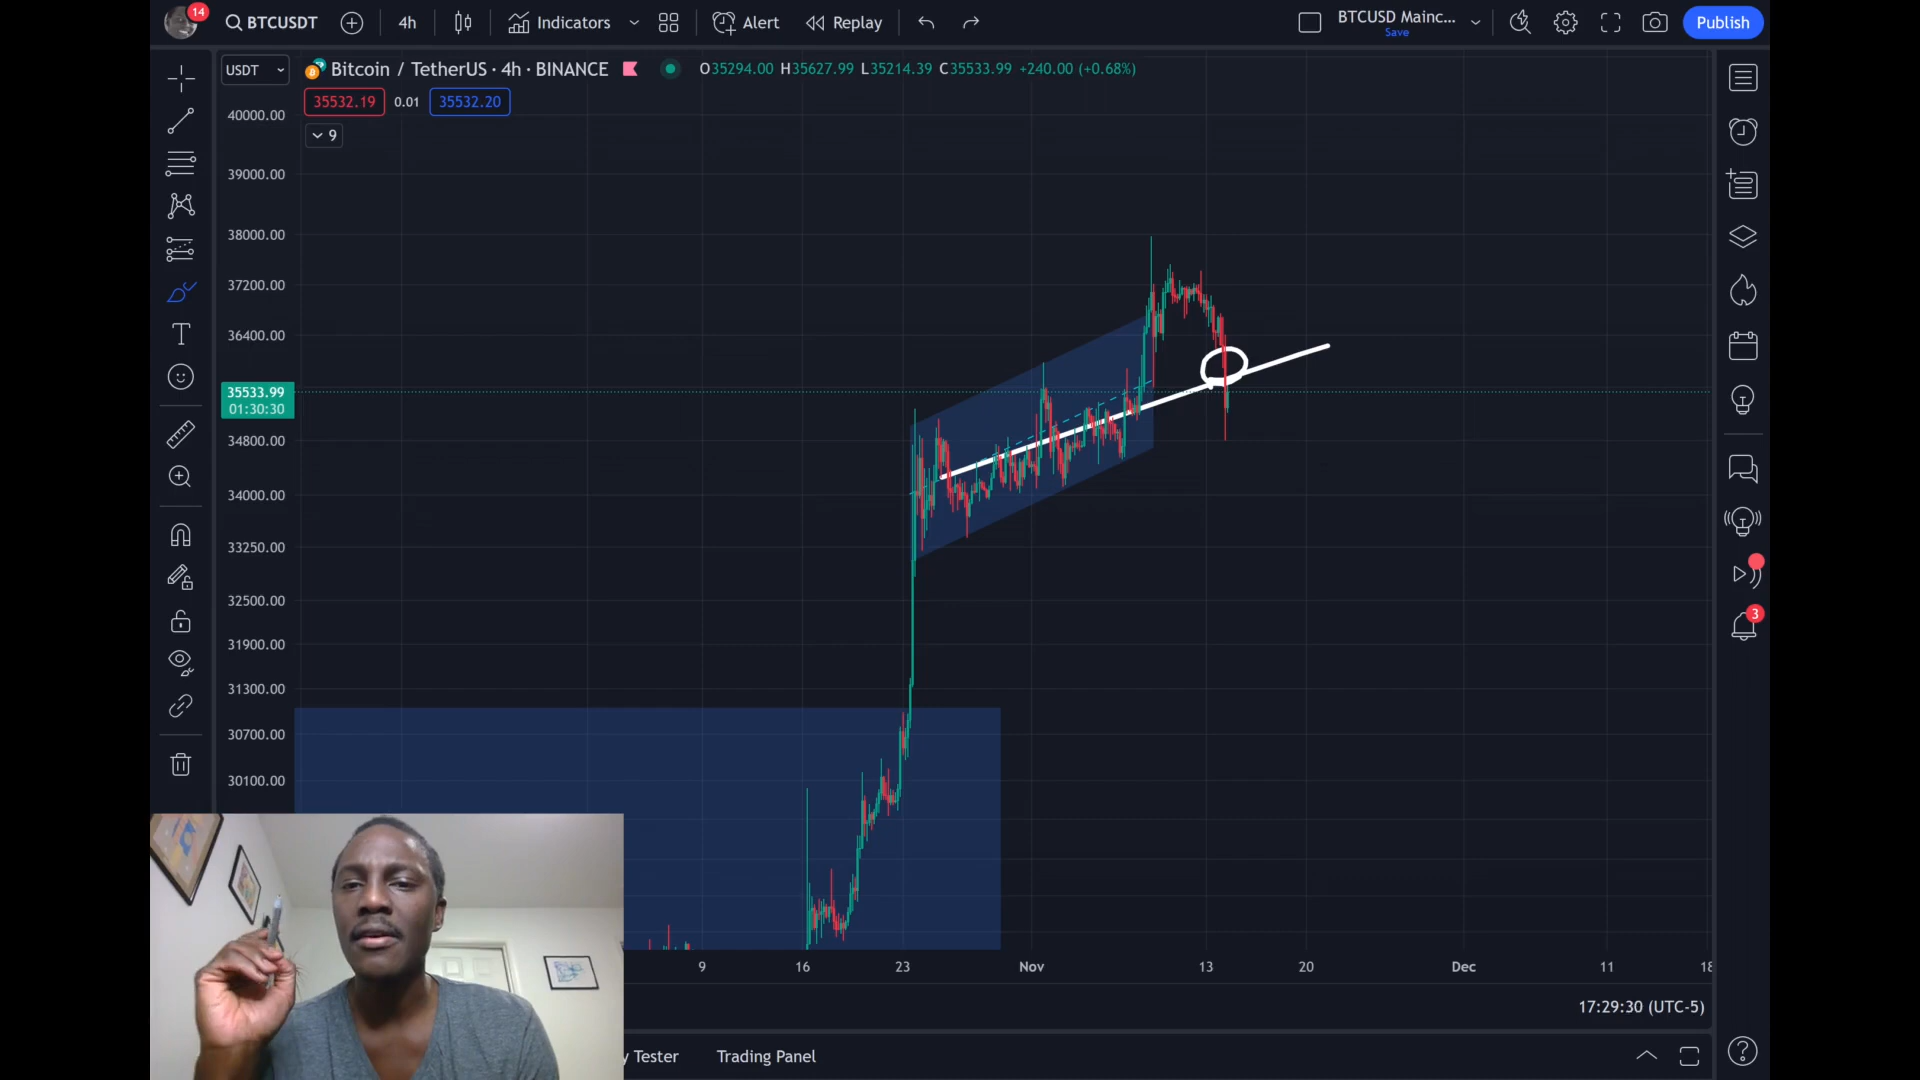 14
BTCUSDT
4h
Indicators
Alert
Replay
BTCUSD Mainc...
Save
Publish
USDT
Bitcoin / TetherUS · 4h · BINANCE
O35294.00 H35627.99 L35214.39 C35533.99 +240.00 (+0.68%)
35532.19 0.01 35532.20
9
40000.00
39000.00
38000.00
37200.00
36400.00
35533.99
01:30:30
34800.00
34000.00
33250.00
32500.00
31900.00
31300.00
30700.00
30100.00
3
9 16 23 Nov 13 20 Dec 11 18
17:29:30 (UTC-5)
y Tester
Trading Panel